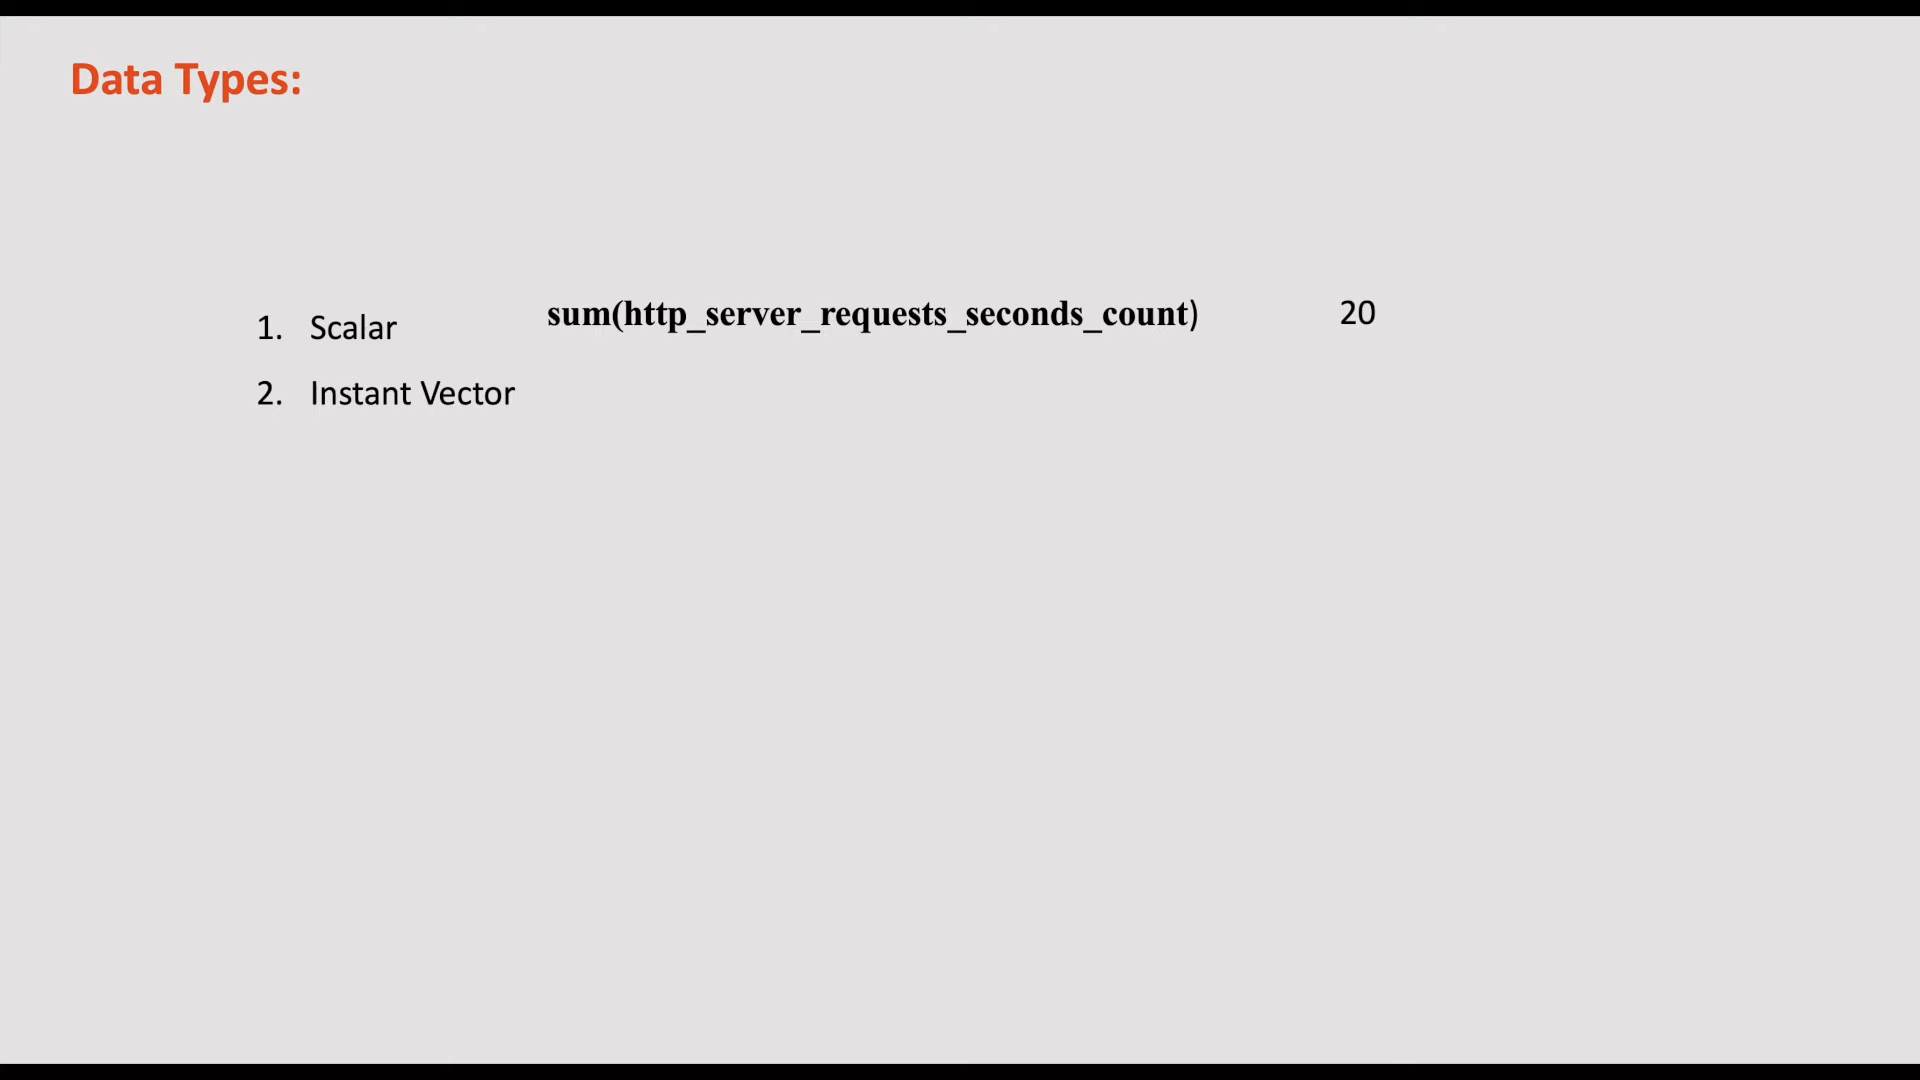 Data Types:
1. Scalar sum(http_server_requests_seconds_count) 20
2. Instant Vector